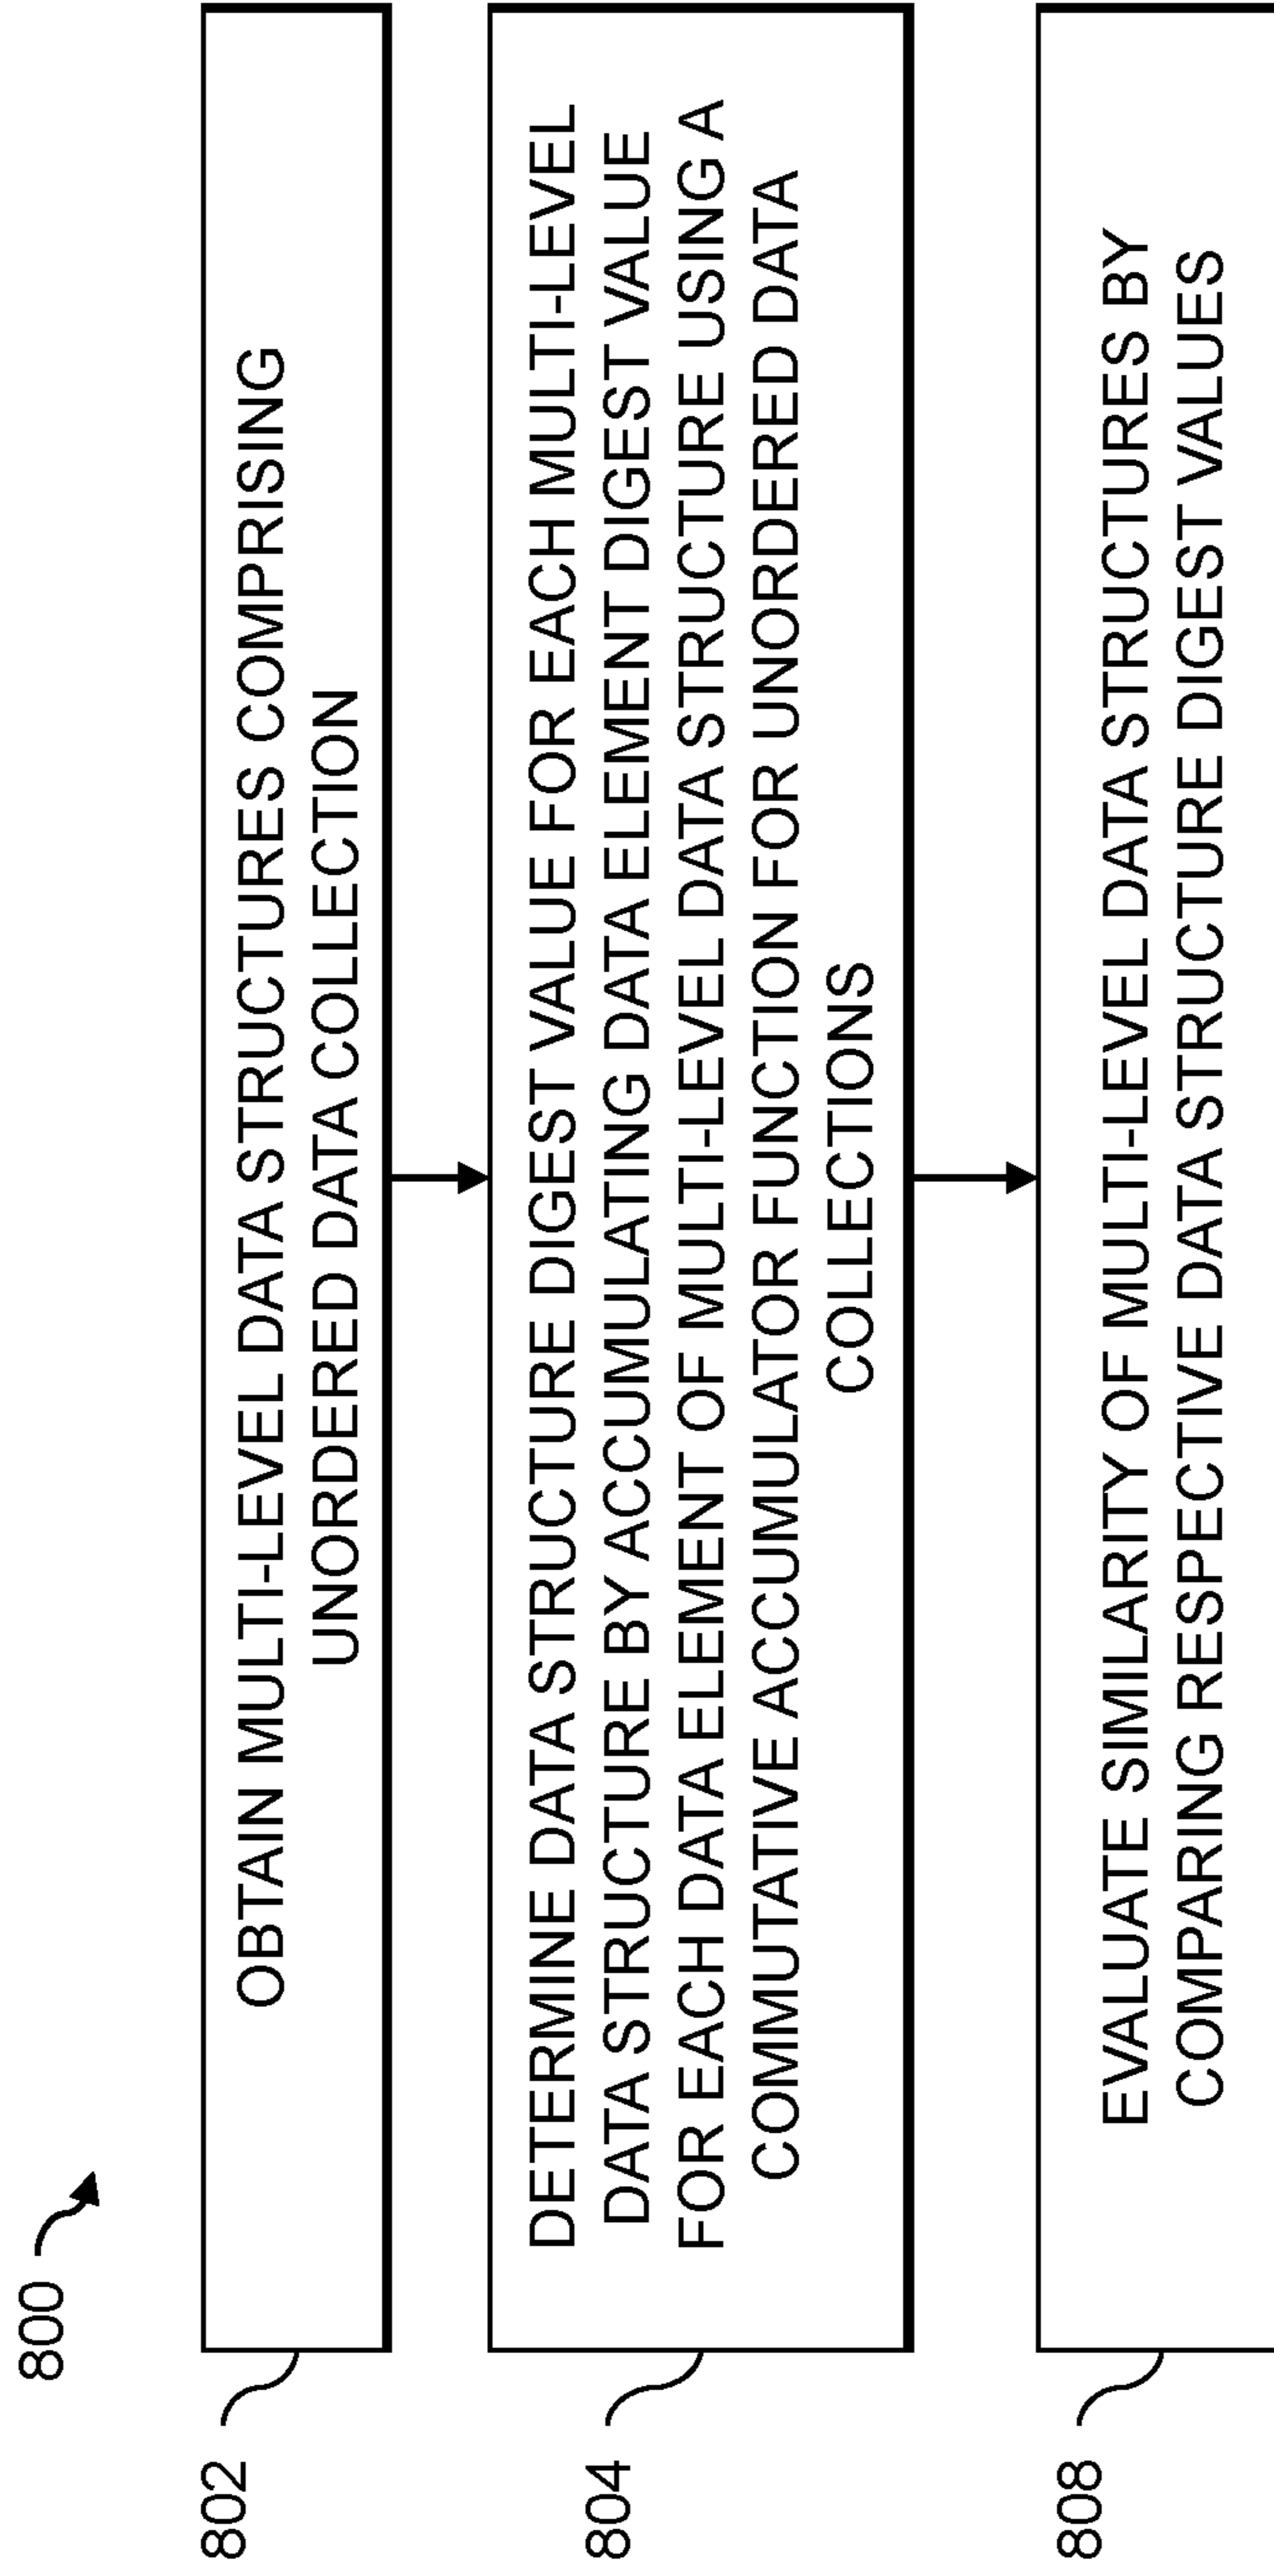 800
802
OBTAIN MULTI-LEVEL DATA STRUCTURES COMPRISING
UNORDERED DATA COLLECTION
804
DETERMINE DATA STRUCTURE DIGEST VALUE FOR EACH MULTI-LEVEL
DATA STRUCTURE BY ACCUMULATING DATA ELEMENT DIGEST VALUE
FOR EACH DATA ELEMENT OF MULTI-LEVEL DATA STRUCTURE USING A
COMMUTATIVE ACCUMULATOR FUNCTION FOR UNORDERED DATA
COLLECTIONS
808
EVALUATE SIMILARITY OF MULTI-LEVEL DATA STRUCTURES BY
COMPARING RESPECTIVE DATA STRUCTURE DIGEST VALUES